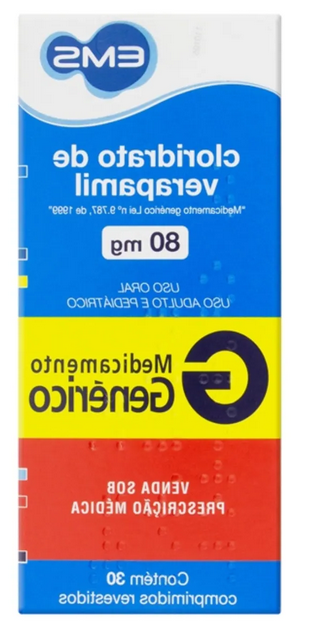 EMS
cloridrato de
verapamil
"Medicamento genérico Lei nº 9.787, de 1999"
80 mg
USO ORAL
USO ADULTO E PEDIÁTRICO
G
Medicamento
Genérico
VENDA SOB
PRESCRIÇÃO MÉDICA
Contém 30
comprimidos revestidos